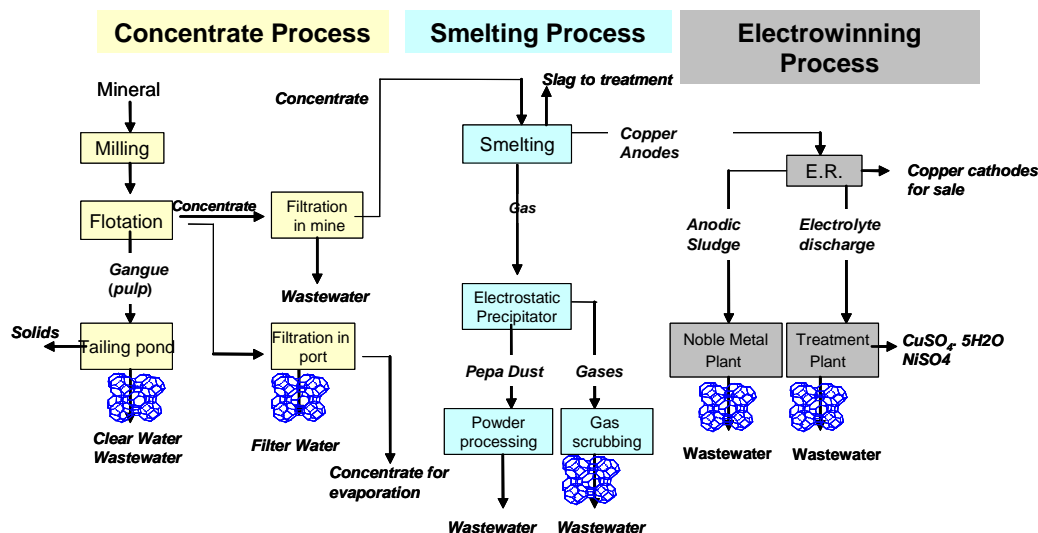 Concentrate Process
Smelting Process
Electrowinning
Process
Mineral
Concentrate
Slag to treatment
Milling
Smelting
Copper
Anodes
E.R.
Copper cathodes
for sale
Flotation
Concentrate
Filtration
in mine
Gas
Anodic
Sludge
Electrolyte
discharge
Gangue
(pulp)
Wastewater
Electrostatic
Precipitator
Solids
Tailing pond
Filtration in
port
Noble Metal
Plant
Treatment
Plant
CuSO4- 5H2O
NiSO4
Pepa Dust
Gases
Clear Water
Wastewater
Filter Water
Powder
processing
Gas
scrubbing
Wastewater
Wastewater
Concentrate for
evaporation
Wastewater
Wastewater